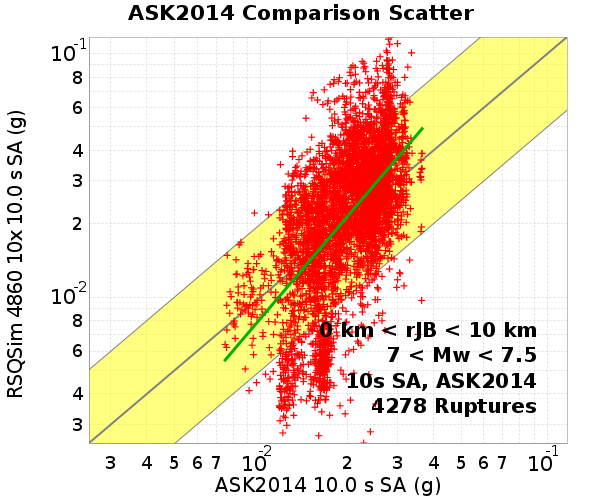 ASK2014 Comparison Scatter
RSQSim 4860 10x 10.0 s SA (g)
10⁻¹
8
6
4
3
2
10⁻²
8
6
4
3
0 km < rJB < 10 km
7 < Mw < 7.5
10s SA, ASK2014
4278 Ruptures
3 4 5 6 7 10⁻² 2 3 4 5 6 7 10⁻¹
ASK2014 10.0 s SA (g)